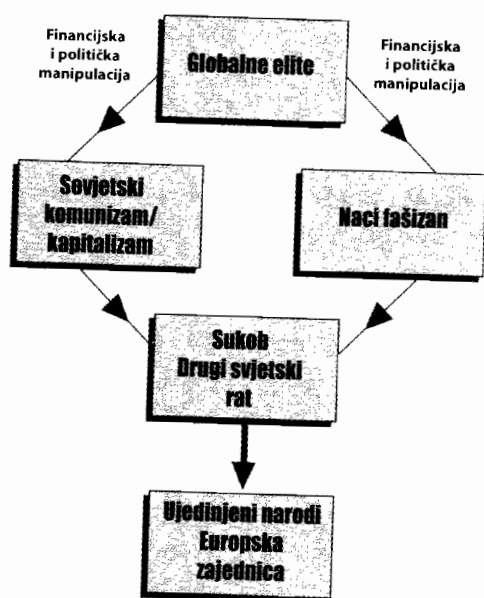 Financijska
i politička
manipulacija
Globalne elite
Financijska
i politička
manipulacija
Sovjetski
komunizam/
kapitalizam
Naci fašizan
Sukob
Drugi svjetski
rat
Ujedinjeni narodi
Europska
zajednica